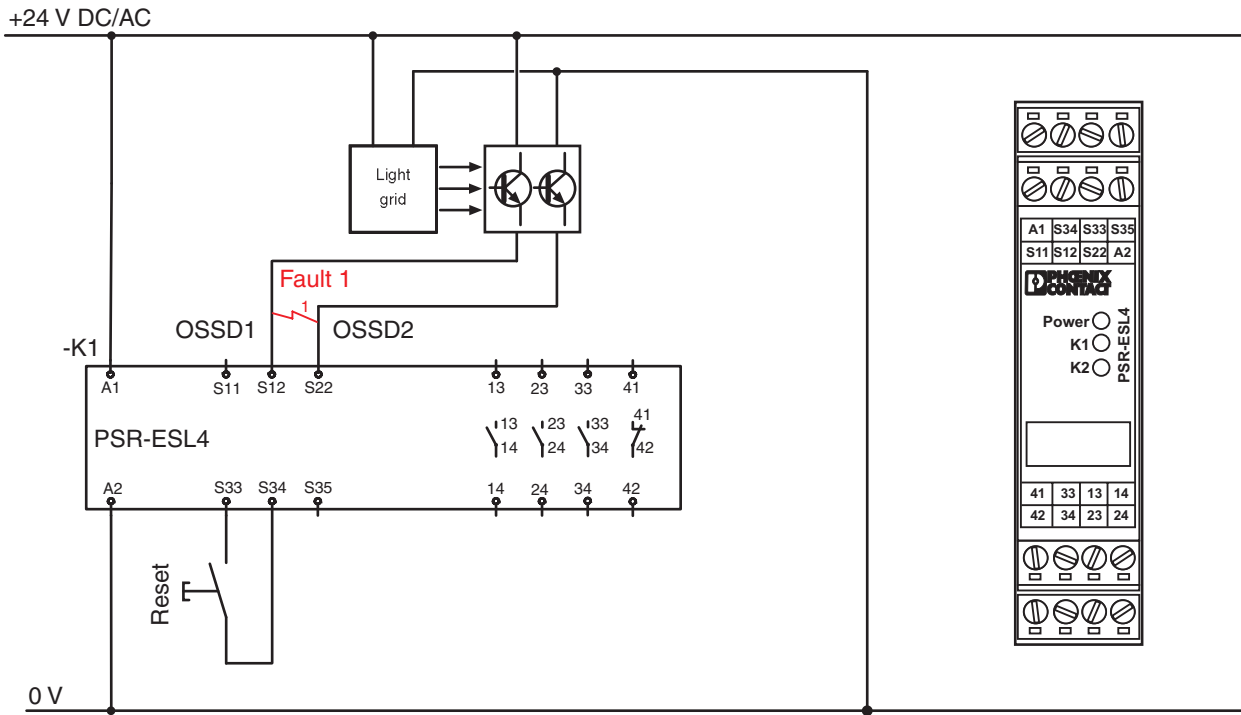 +24 V DC/AC
Light
grid
Fault 1
1
OSSD1
OSSD2
-K1
A1 S11 S12 S22 13 23 33 41
PSR-ESL4
13 23 33 41
14 24 34 42
A2 S33 S34 S35 14 24 34 42
Reset
0 V
A1 S34 S33 S35
S11 S12 S22 A2
PHŒNIX
CONTACT
Power
K1
K2
PSR-ESL4
41 33 13 14
42 34 23 24